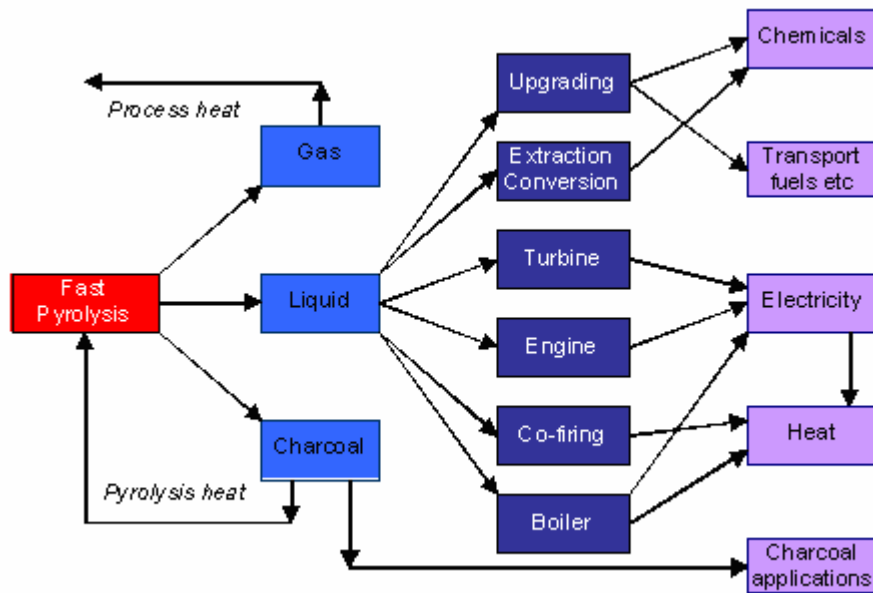 Chemicals
Upgrading
Process heat
Gas
Extraction
Conversion
Transport
fuels etc
Fast
Pyrolysis
Liquid
Turbine
Electricity
Engine
Charcoal
Co-firing
Heat
Pyrolysis heat
Boiler
Charcoal
applications